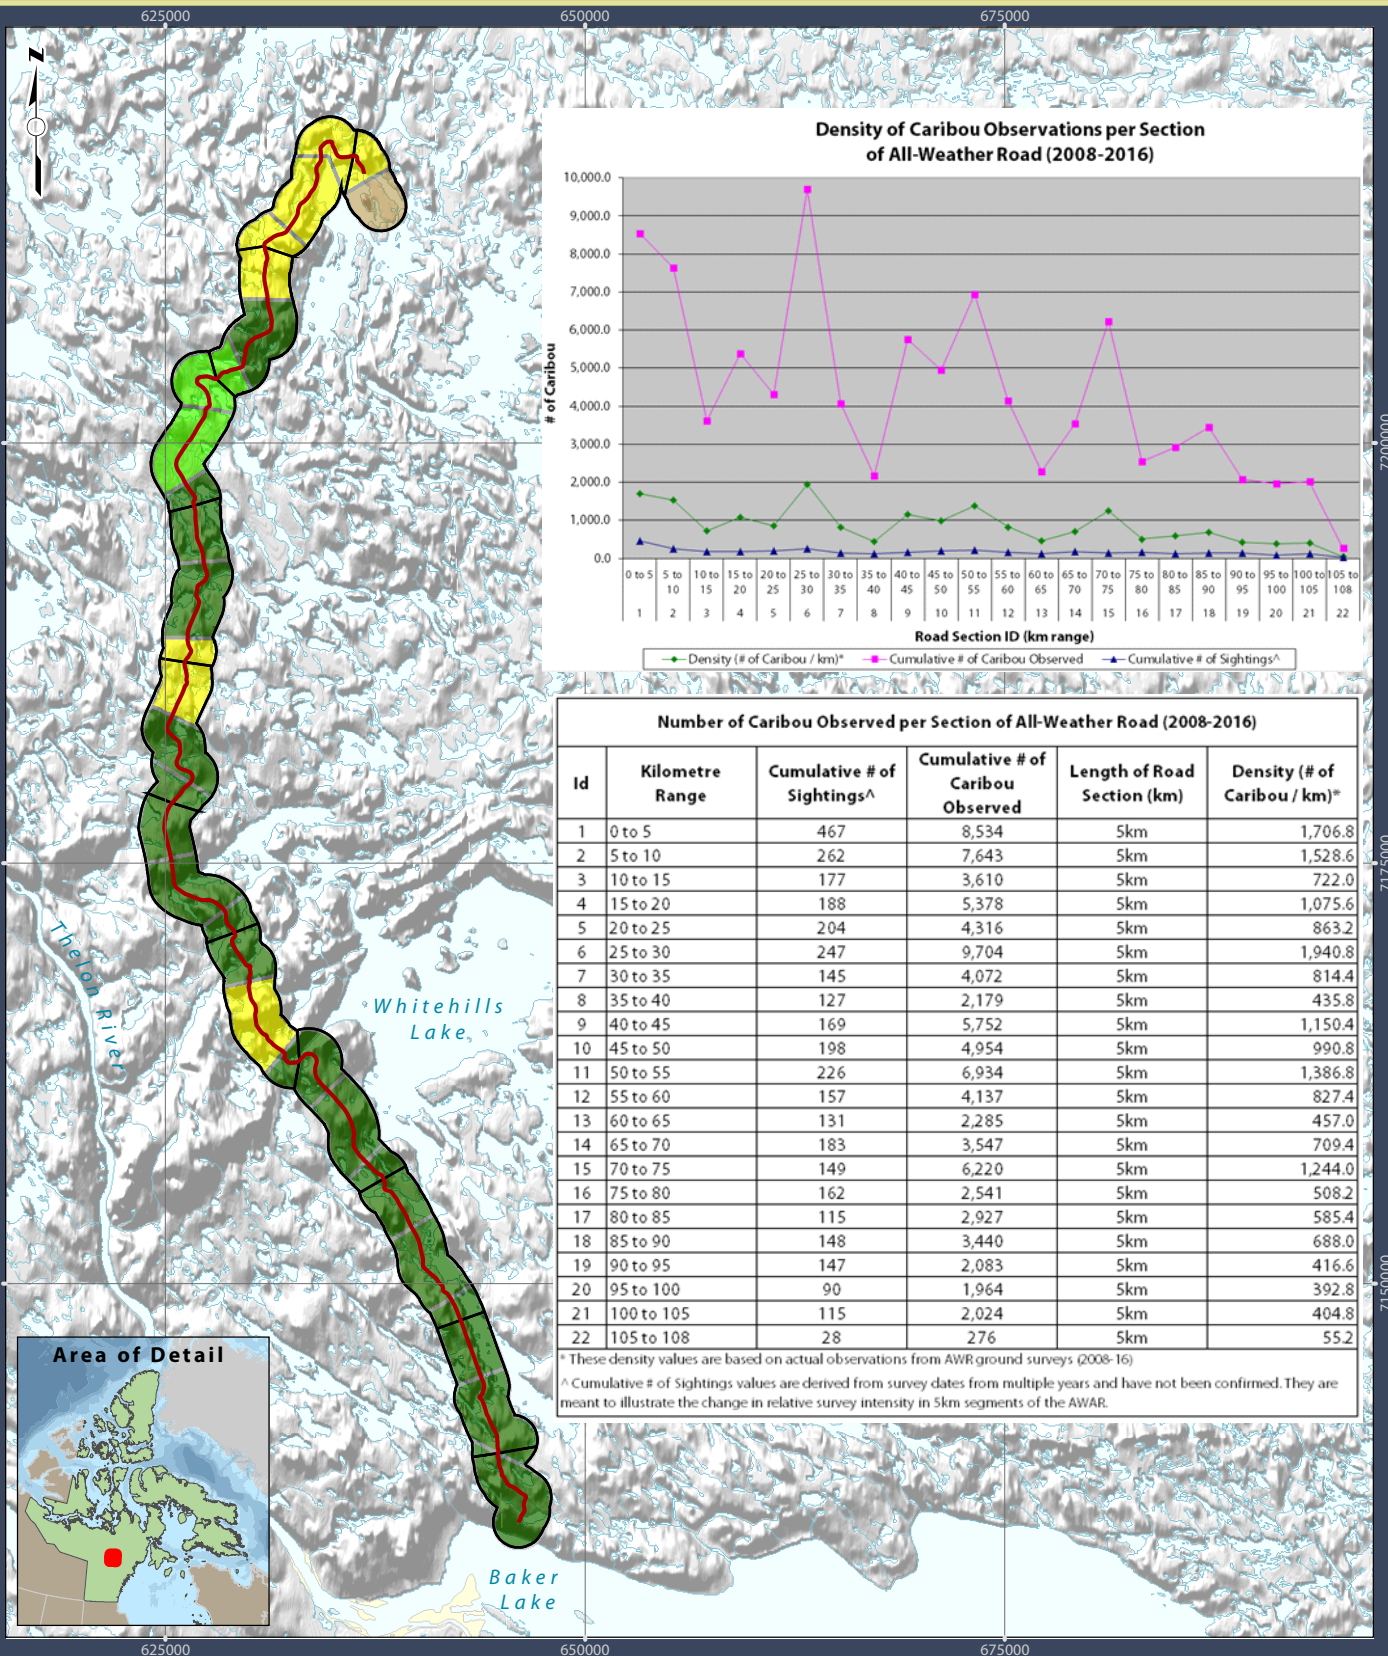 625000
650000
675000
N
Density of Caribou Observations per Section
of All-Weather Road (2008-2016)
10,000.0
9,000.0
8,000.0
7,000.0
6,000.0
5,000.0
4,000.0
3,000.0
2,000.0
1,000.0
0.0
# of Caribou
0 to 5 5 to 10 10 to 15 15 to 20 20 to 25 25 to 30 30 to 35 35 to 40 40 to 45 45 to 50 50 to 55 55 to 60 60 to 65 65 to 70 70 to 75 75 to 80 80 to 85 85 to 90 90 to 95 95 to 100 100 to 105 105 to 108
1 2 3 4 5 6 7 8 9 10 11 12 13 14 15 16 17 18 19 20 21 22
Road Section ID (km range)
Density (# of Caribou / km)* Cumulative # of Caribou Observed Cumulative # of Sightings^
7200000
7175000
7150000
Number of Caribou Observed per Section of All-Weather Road (2008-2016)
Id Kilometre Range Cumulative # of Sightings^ Cumulative # of Caribou Observed Length of Road Section (km) Density (# of Caribou / km)*
1 0 to 5 467 8,534 5km 1,706.8
2 5 to 10 262 7,643 5km 1,528.6
3 10 to 15 177 3,610 5km 722.0
4 15 to 20 188 5,378 5km 1,075.6
5 20 to 25 204 4,316 5km 863.2
6 25 to 30 247 9,704 5km 1,940.8
7 30 to 35 145 4,072 5km 814.4
8 35 to 40 127 2,179 5km 435.8
9 40 to 45 169 5,752 5km 1,150.4
10 45 to 50 198 4,954 5km 990.8
11 50 to 55 226 6,934 5km 1,386.8
12 55 to 60 157 4,137 5km 827.4
13 60 to 65 131 2,285 5km 457.0
14 65 to 70 183 3,547 5km 709.4
15 70 to 75 149 6,220 5km 1,244.0
16 75 to 80 162 2,541 5km 508.2
17 80 to 85 115 2,927 5km 585.4
18 85 to 90 148 3,440 5km 688.0
19 90 to 95 147 2,083 5km 416.6
20 95 to 100 90 1,964 5km 392.8
21 100 to 105 115 2,024 5km 404.8
22 105 to 108 28 276 5km 55.2
* These density values are based on actual observations from AWR ground surveys (2008-16)
^ Cumulative # of Sightings values are derived from survey dates from multiple years and have not been confirmed. They are
meant to illustrate the change in relative survey intensity in 5km segments of the AWAR.
Thelon River
Whitehills
Lake
Area of Detail
Baker
Lake
625000
650000
675000